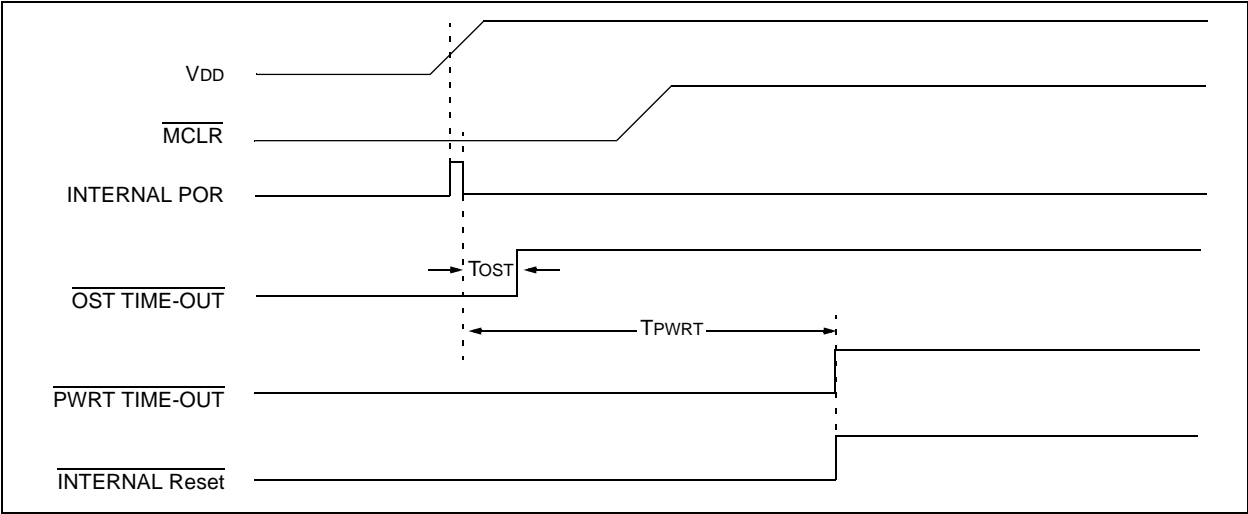 VDD
MCLR
INTERNAL POR
TOST
OST TIME-OUT
TPWRT
PWRT TIME-OUT
INTERNAL Reset